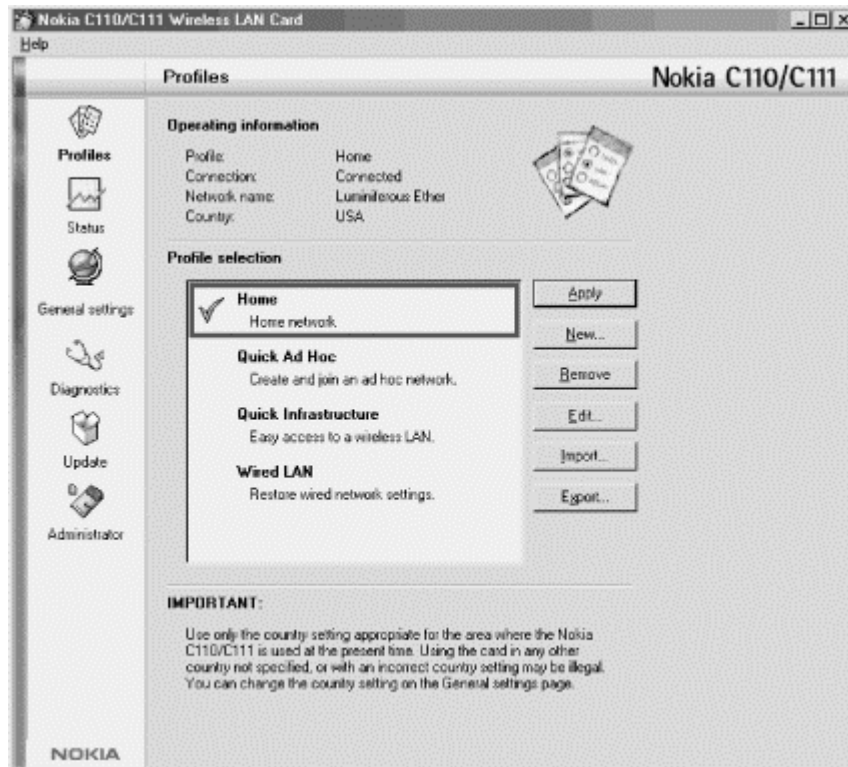 Nokia C110/C111 Wireless LAN Card
Help
Profiles
Nokia C110/C111
Profiles
Status
General settings
Diagnostics
Update
Administrator
NOKIA
Operating information
Profile: Home
Connection: Connected
Network name: Luminiferous Ether
Country: USA
Profile selection
Home
Home network.
Quick Ad Hoc
Create and join an ad hoc network.
Quick Infrastructure
Easy access to a wireless LAN.
Wired LAN
Restore wired network settings.
Apply
New...
Remove
Edit...
Import...
Export...
IMPORTANT:
Use only the country setting appropriate for the area where the Nokia
C110/C111 is used at the present time. Using the card in any other
country not specified, or with an incorrect country setting may be illegal.
You can change the country setting on the General settings page.